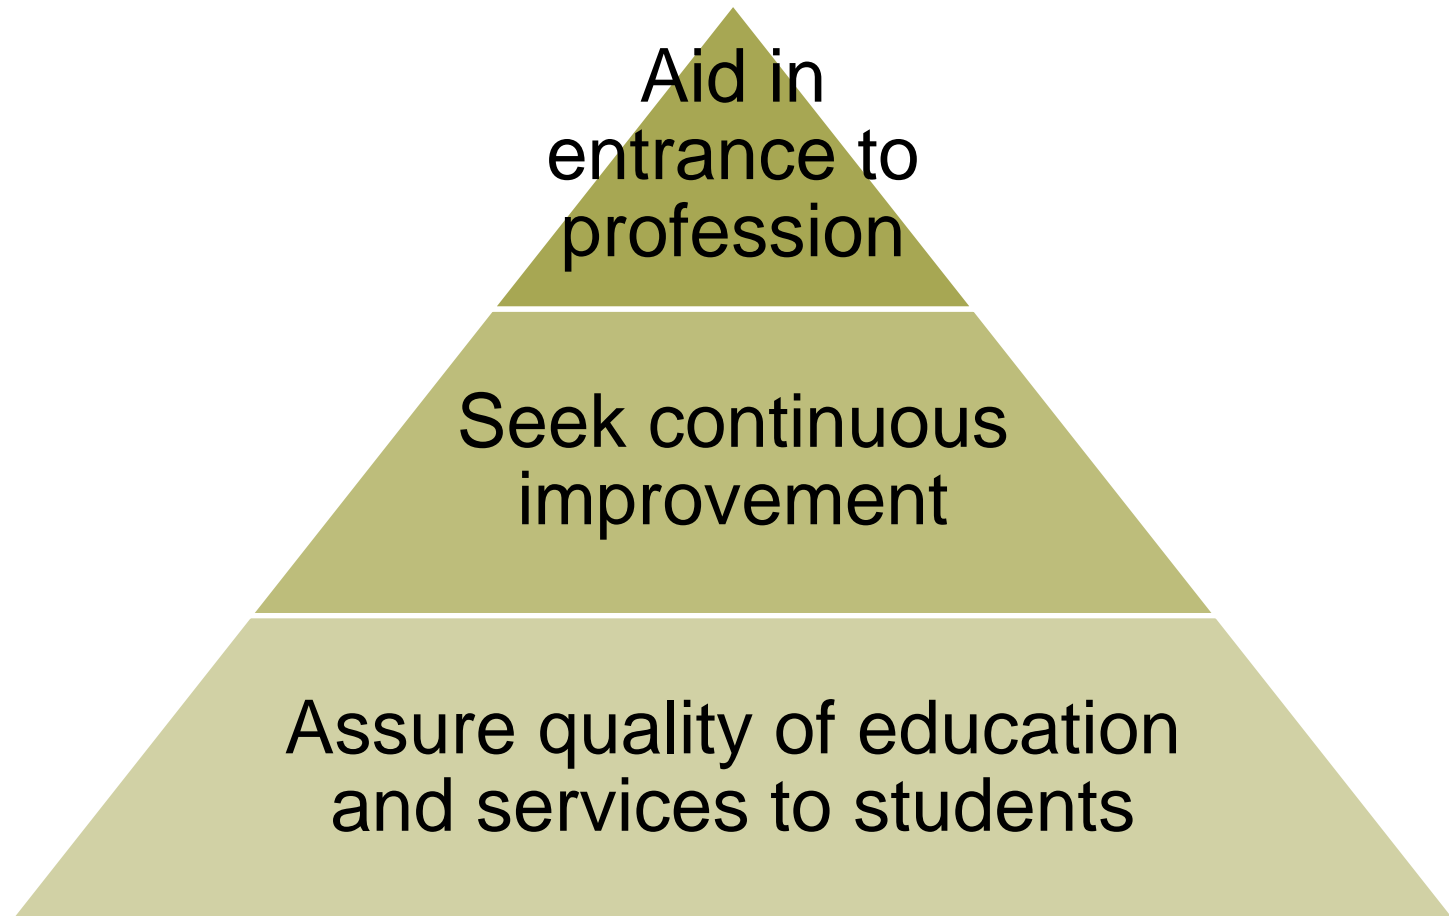 Aid in
entrance to
profession
Seek continuous
improvement
Assure quality of education
and services to students